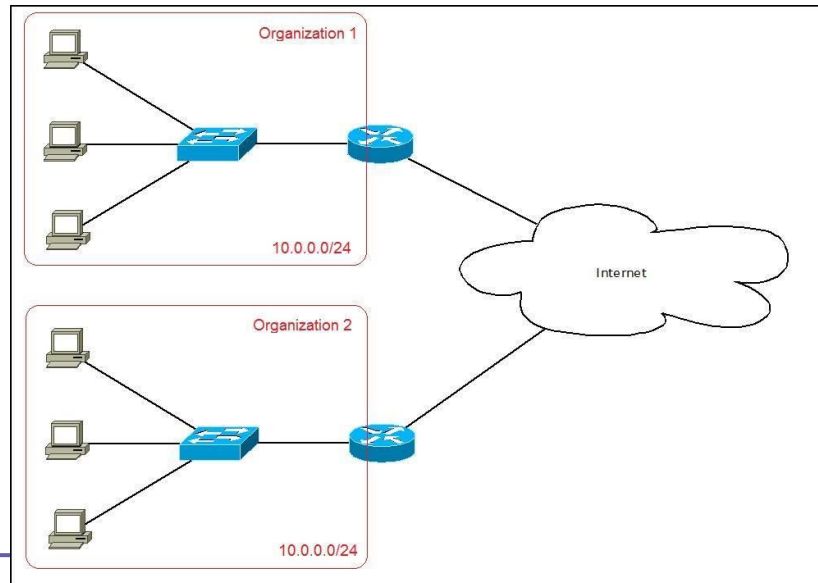 Organization 1
10.0.0.0/24
Internet
Organization 2
10.0.0.0/24